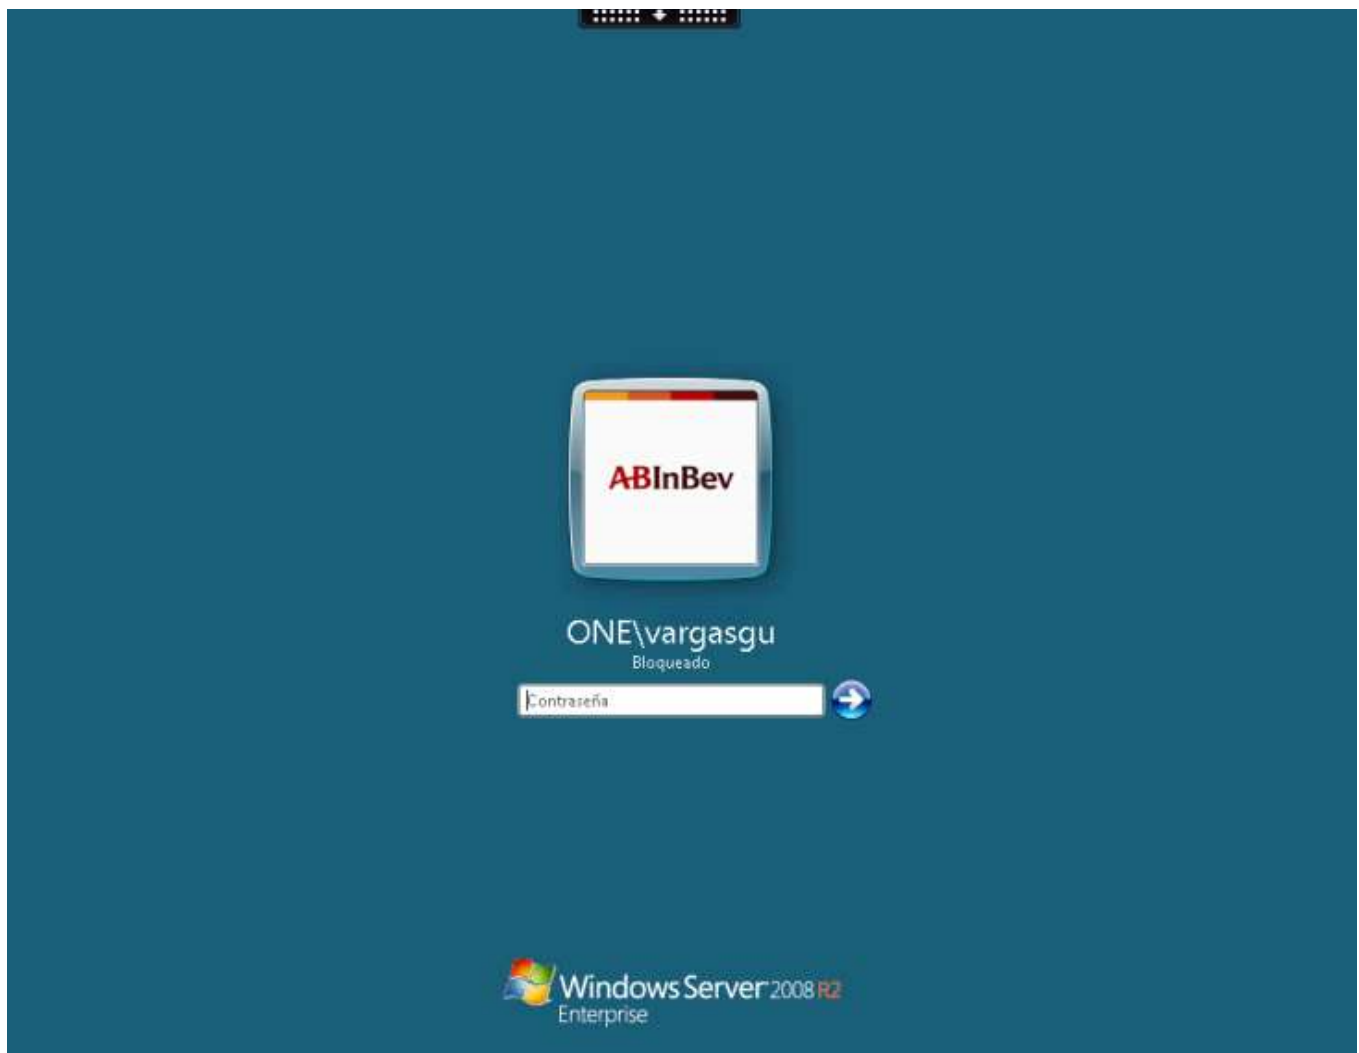 ABInBev
ONE\vargasgu
Bloqueado
Contraseña
Windows Server 2008 R2
Enterprise